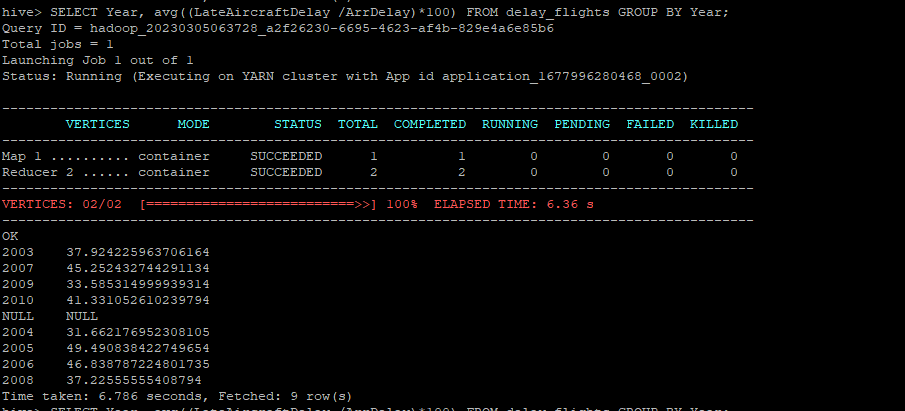 hive> SELECT Year, avg((LateAircraftDelay /ArrDelay)*100) FROM delay_flights GROUP BY Year;
Query ID = hadoop_20230305063728_a2f26230-6695-4623-af4b-829e4a6e85b6
Total jobs = 1
Launching Job 1 out of 1
Status: Running (Executing on YARN cluster with App id application_1677996280468_0002)
----------------------------------------------------------------------------------------------
VERTICES MODE STATUS TOTAL COMPLETED RUNNING PENDING FAILED KILLED
----------------------------------------------------------------------------------------------
Map 1 .......... container SUCCEEDED 1 1 0 0 0 0
Reducer 2 ...... container SUCCEEDED 2 2 0 0 0 0
----------------------------------------------------------------------------------------------
VERTICES: 02/02 [==========================>>] 100% ELAPSED TIME: 6.36 s
----------------------------------------------------------------------------------------------
OK
2003 37.924225963706164
2007 45.252432744291134
2009 33.585314999939314
2010 41.331052610239794
NULL NULL
2004 31.662176952308105
2005 49.490838422749654
2006 46.838787224801735
2008 37.22555555408794
Time taken: 6.786 seconds, Fetched: 9 row(s)
hive> SELECT Year, avg((LateAircraftDelay /ArrDelay)*100) FROM delay_flights GROUP BY Year;